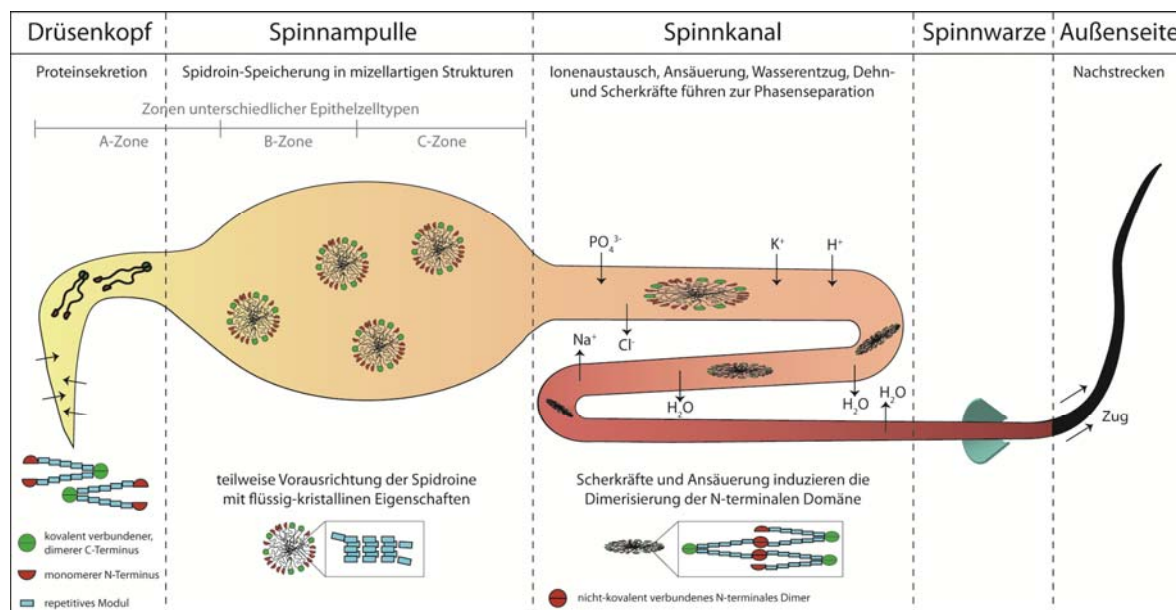 Drüsenkopf
Spinnampulle
Spinnkanal
Spinnwarze
Außenseite
Proteinsekretion
Spidroin-Speicherung in mizellartigen Strukturen
Ionenaustausch, Ansäuerung, Wasserentzug, Dehn-
und Scherkräfte führen zur Phasenseparation
Nachstrecken
Zonen unterschiedlicher Epithelzelltypen
A-Zone
B-Zone
C-Zone
PO₄³⁻
K⁺
H⁺
Na⁺
Cl⁻
H₂O
H₂O
H₂O
Zug
teilweise Vorausrichtung der Spidroine
mit flüssig-kristallinen Eigenschaften
Scherkräfte und Ansäuerung induzieren die
Dimerisierung der N-terminalen Domäne
kovalent verbundener,
dimerer C-Terminus
monomerer N-Terminus
repetitives Modul
nicht-kovalent verbundenes N-terminales Dimer